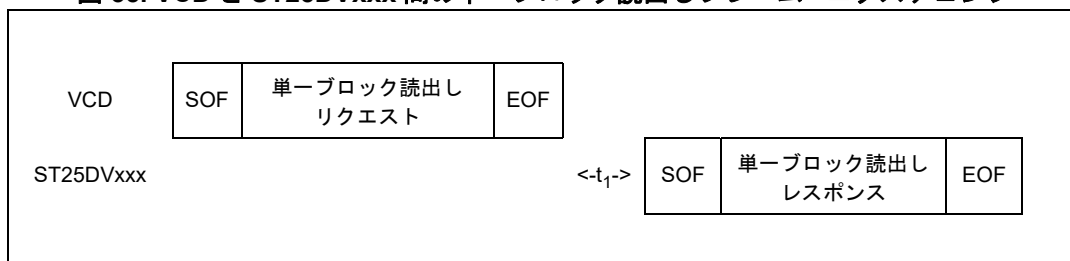 VCD
SOF
単一ブロック読出し
リクエスト
EOF
ST25DVxxx
<-t1->
SOF
単一ブロック読出し
レスポンス
EOF